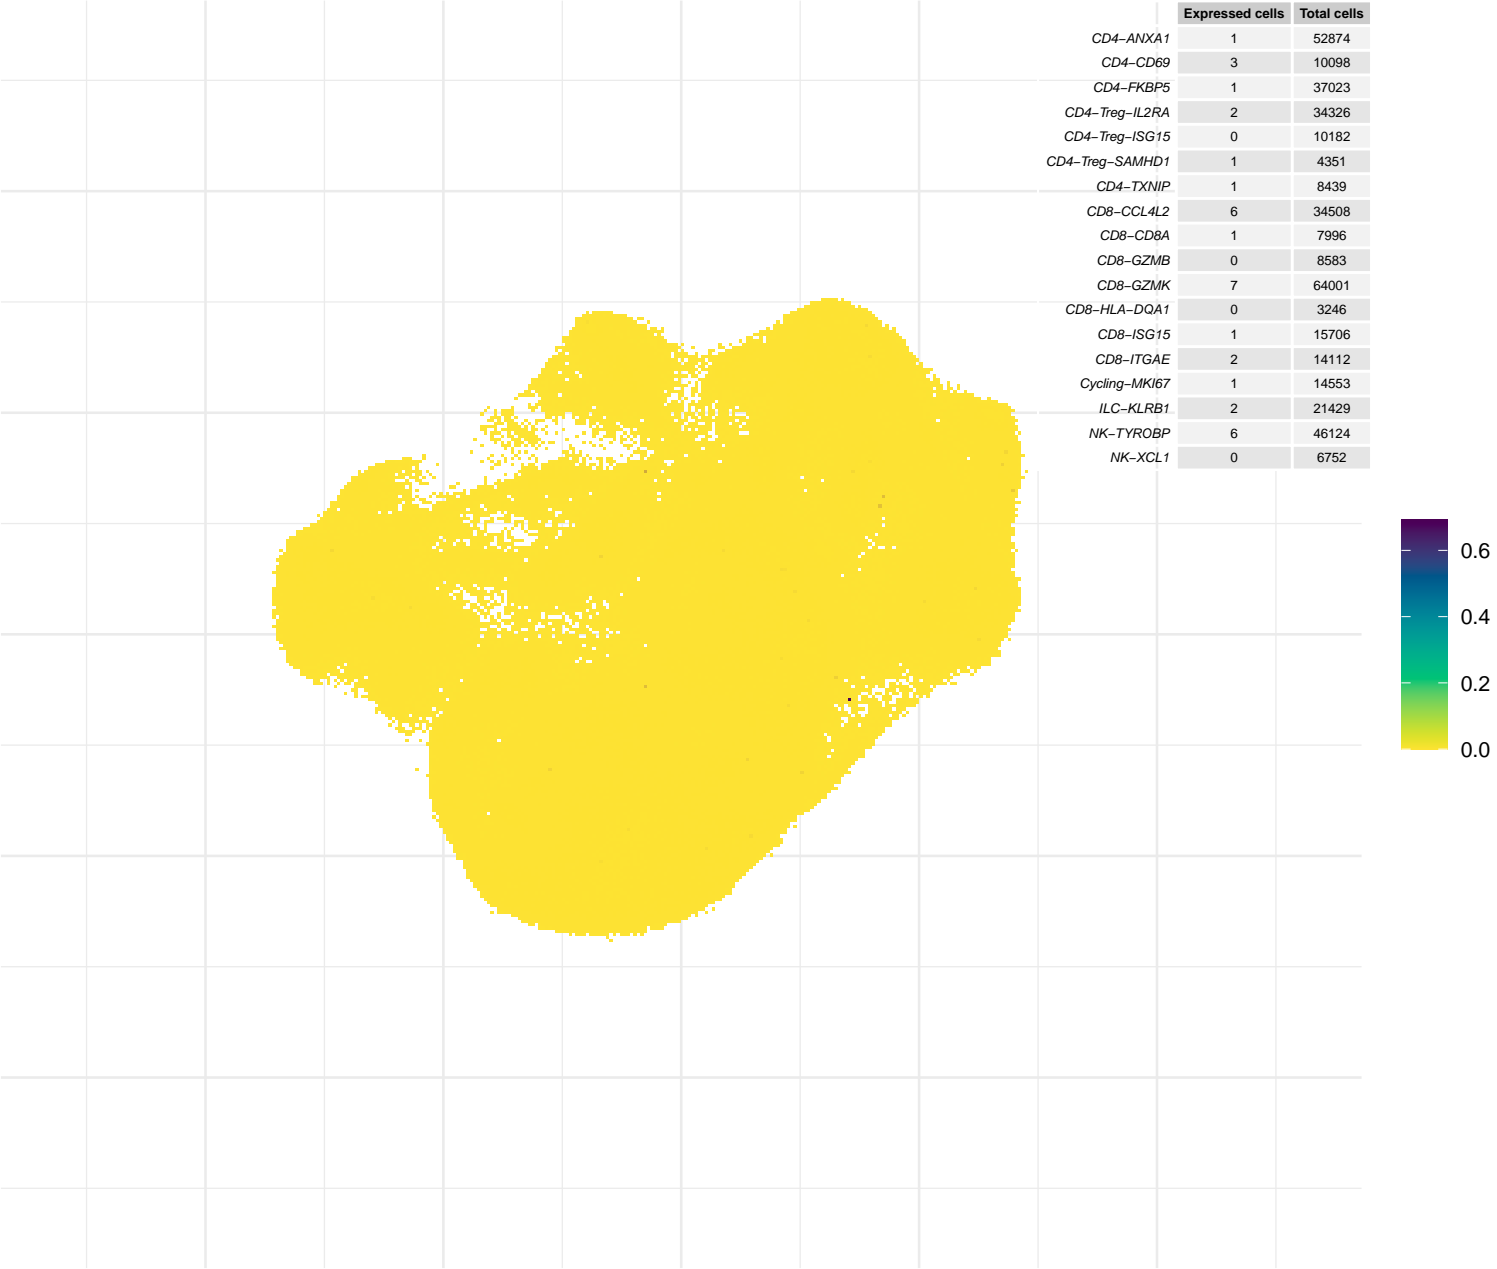 Expressed cells Total cells
CD4−ANXA1 1 52874
CD4−CD69 3 10098
CD4−FKBP5 1 37023
CD4−Treg−IL2RA 2 34326
CD4−Treg−ISG15 0 10182
CD4−Treg−SAMHD1 1 4351
CD4−TXNIP 1 8439
CD8−CCL4L2 6 34508
CD8−CD8A 1 7996
CD8−GZMB 0 8583
CD8−GZMK 7 64001
CD8−HLA−DQA1 0 3246
CD8−ISG15 1 15706
CD8−ITGAE 2 14112
Cycling−MKI67 1 14553
ILC−KLRB1 2 21429
NK−TYROBP 6 46124
NK−XCL1 0 6752
0.6
0.4
0.2
0.0